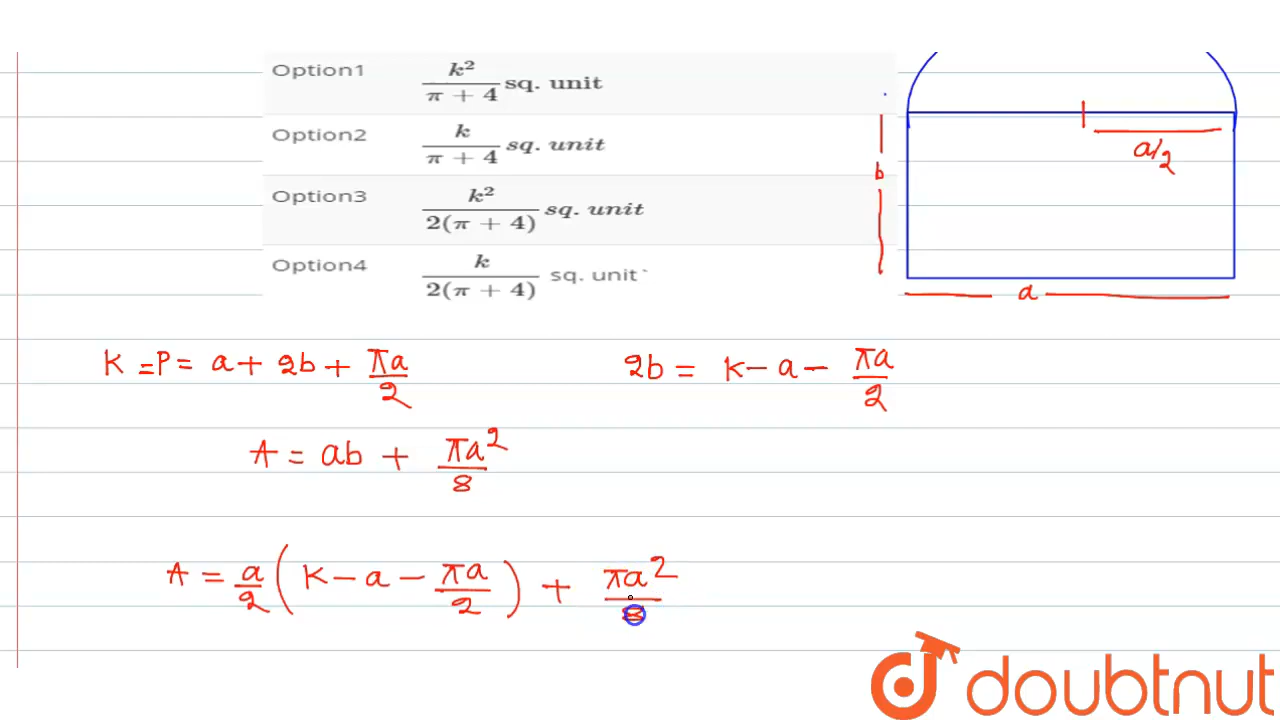 Option1 k²/(π + 4) sq. unit
Option2 k/(π + 4) sq. unit
Option3 k²/(2(π + 4)) sq. unit
Option4 k/(2(π + 4)) sq. unit`
a/2
b
a
K = P = a + 2b + πa/2
2b = K - a - πa/2
A = ab + πa²/8
A = a/2 (K - a - πa/2) + πa²/8
doubtnut